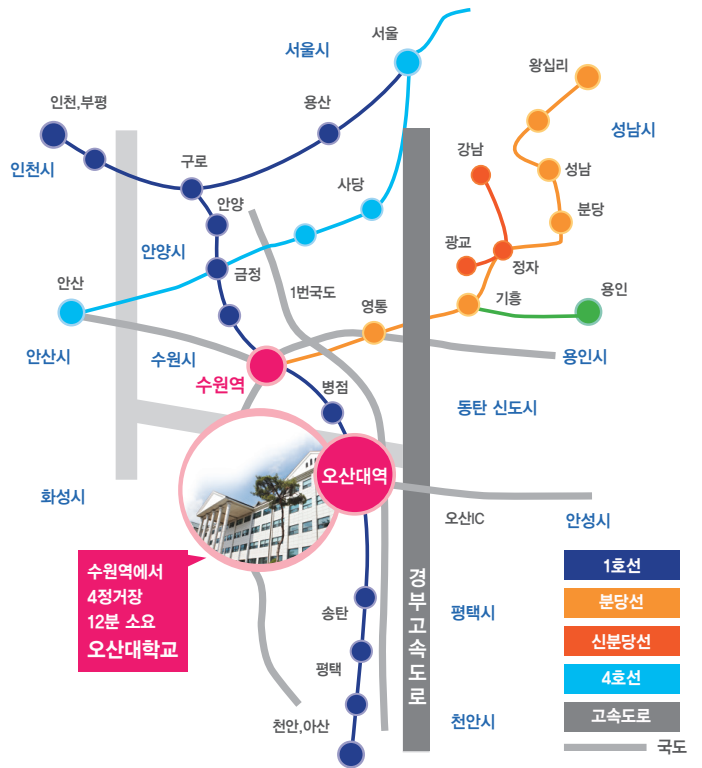 서울
서울시
왕십리
인천,부평
용산
성남시
강남
구로
인천시
성남
사당
안양
분당
광교
안양시
정자
금정
1번국도
안산
영통
기흥
용인
안산시
수원시
용인시
수원역
병점
동탄 신도시
오산대역
화성시
오산IC
안성시
수원역에서
4정거장
12분 소요
오산대학교
경부고속도로
송탄
평택시
평택
천안,아산
천안시
1호선
분당선
신분당선
4호선
고속도로
국도